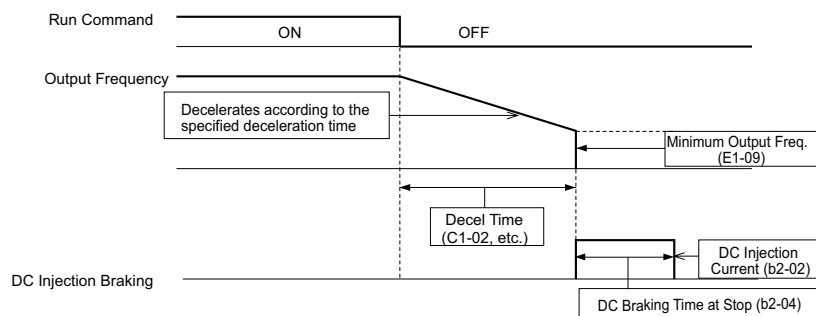 Run Command
ON
OFF
Output Frequency
Decelerates according to the
specified deceleration time
Minimum Output Freq.
(E1-09)
Decel Time
(C1-02, etc.)
DC Injection
Current (b2-02)
DC Injection Braking
DC Braking Time at Stop (b2-04)